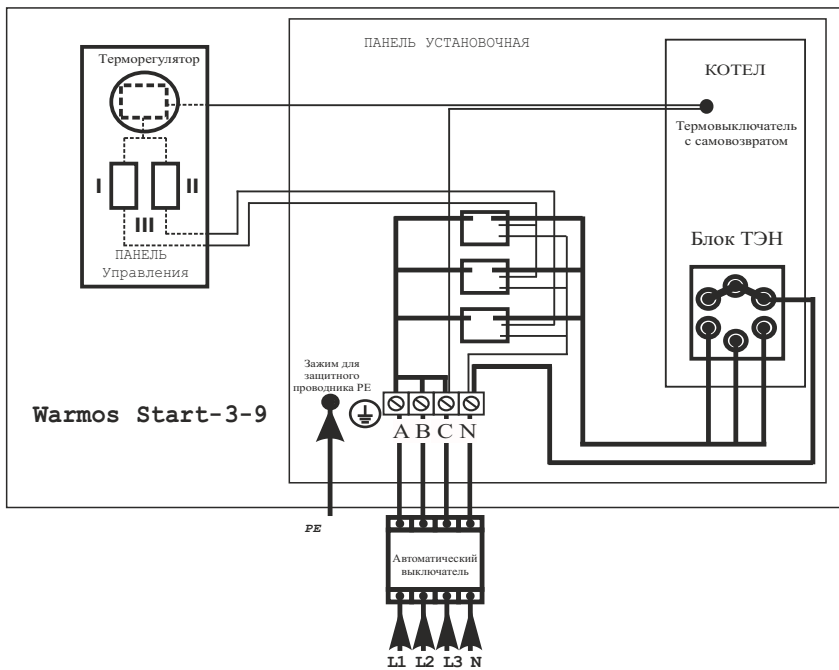 ПАНЕЛЬ УСТАНОВОЧНАЯ
Терморегулятор
КОТЕЛ
Термовыключатель
с самовозвратом
I
II
III
ПАНЕЛЬ
Управления
Блок ТЭН
Зажим для
защитного
проводника PE
Warmos Start-3-9
A B C N
PE
Автоматический
выключатель
L1 L2 L3 N